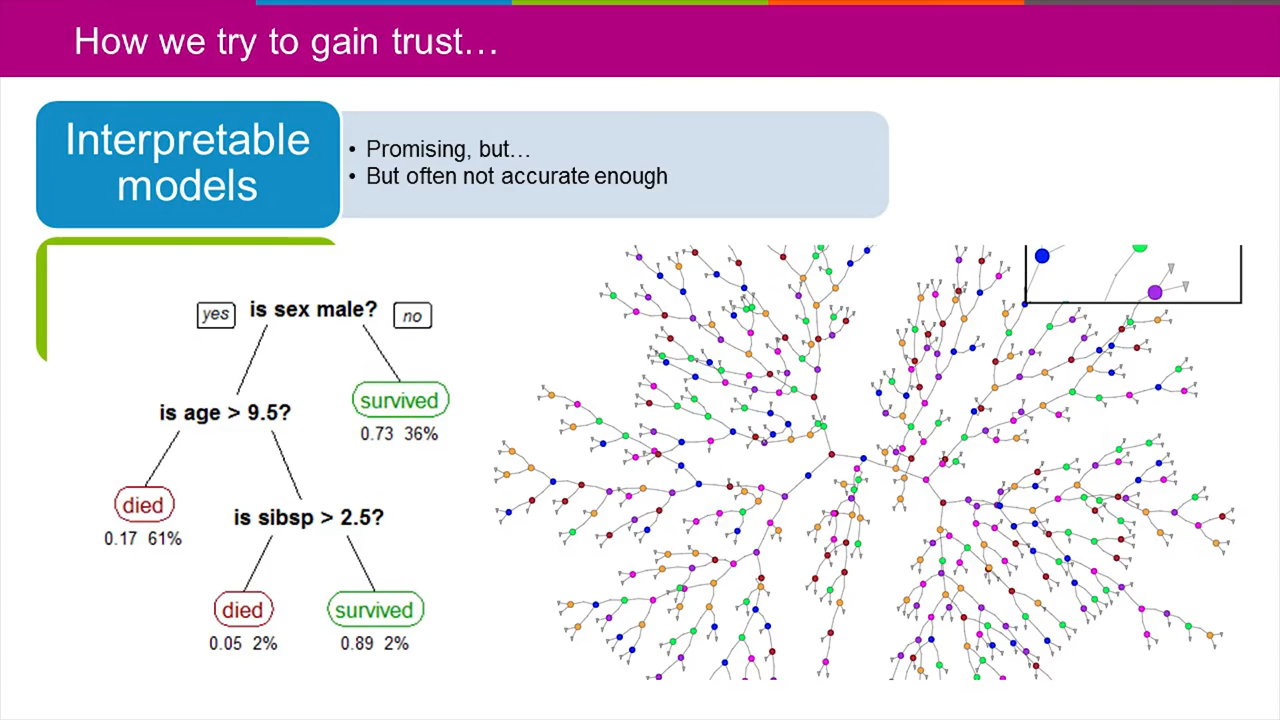 How we try to gain trust…
Interpretable
models
• Promising, but…
• But often not accurate enough
yes
is sex male?
no
is age > 9.5?
survived
0.73 36%
died
0.17 61%
is sibsp > 2.5?
died
0.05 2%
survived
0.89 2%